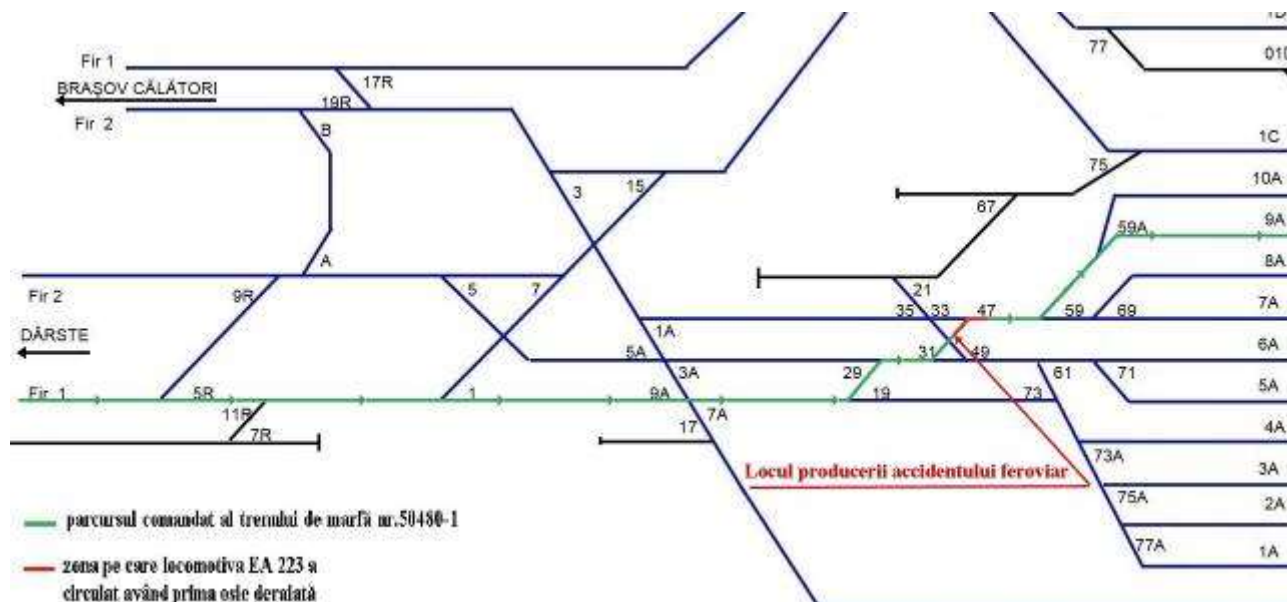 1D
Fir 1
77
01D
17R
BRAȘOV CĂLĂTORI
19R
Fir 2
B
1C
75
10A
3
15
67
9A
59A
8A
A
9R
5
7
21
Fir 2
35
33
47
59
69
7A
DÂRSTE
1A
5A
31
49
6A
3A
29
61
71
5A
Fir 1
5R
1
9A
19
73
11R
7A
7R
17
4A
73A
Locul producerii accidentului feroviar
3A
75A
2A
parcursul comandat al trenului de marfă nr.50480-1
77A
1A
zona pe care locomotiva EA 223 a
circulat având prima osie deraiată